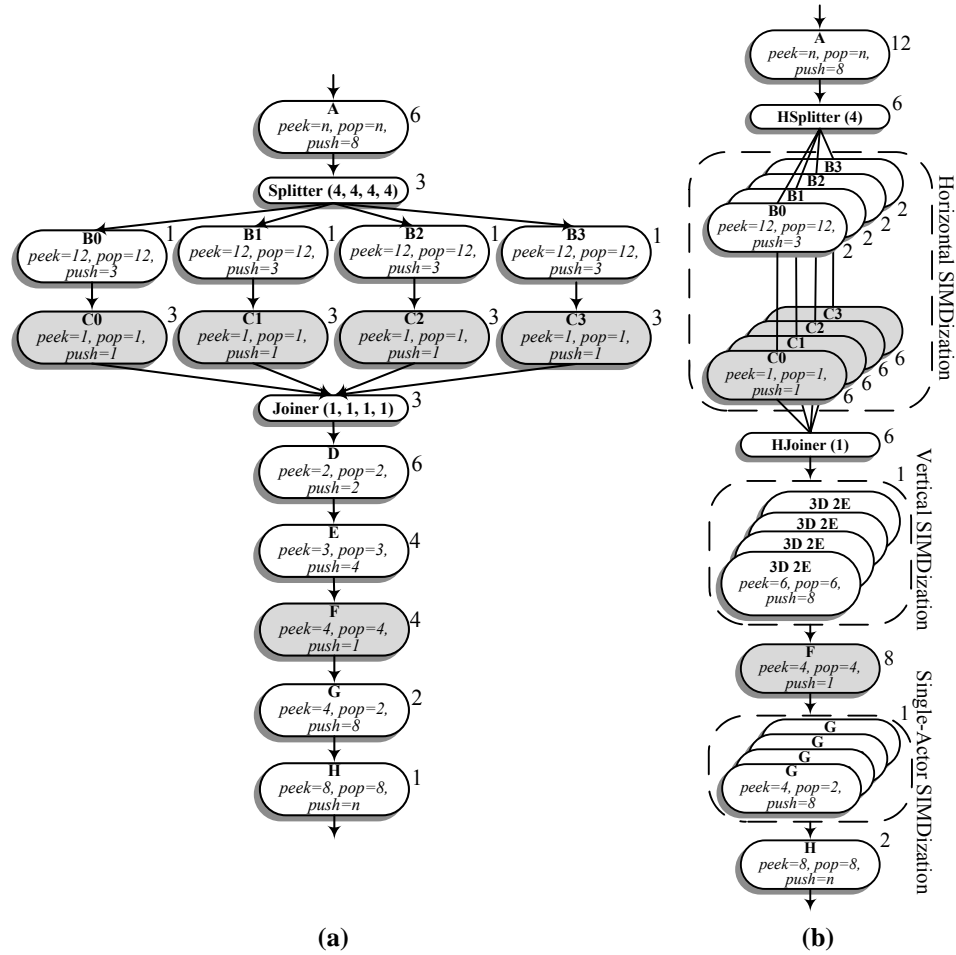 A
peek=n, pop=n,
push=8
6
Splitter (4, 4, 4, 4)
3
B0
peek=12, pop=12,
push=3
1
B1
peek=12, pop=12,
push=3
1
B2
peek=12, pop=12,
push=3
1
B3
peek=12, pop=12,
push=3
1
C0
peek=1, pop=1,
push=1
3
C1
peek=1, pop=1,
push=1
3
C2
peek=1, pop=1,
push=1
3
C3
peek=1, pop=1,
push=1
3
Joiner (1, 1, 1, 1)
3
D
peek=2, pop=2,
push=2
6
E
peek=3, pop=3,
push=4
4
F
peek=4, pop=4,
push=1
4
G
peek=4, pop=2,
push=8
2
H
peek=8, pop=8,
push=n
1
(a)
A
peek=n, pop=n,
push=8
12
HSplitter (4)
6
B3
B2
B1
B0
peek=12, pop=12,
push=3
2
2
2
2
C3
C2
C1
C0
peek=1, pop=1,
push=1
6
6
6
6
Horizontal SIMDization
HJoiner (1)
6
1
3D 2E
3D 2E
3D 2E
3D 2E
peek=6, pop=6,
push=8
Vertical SIMDization
F
peek=4, pop=4,
push=1
8
1
G
G
G
G
peek=4, pop=2,
push=8
Single-Actor SIMDization
H
peek=8, pop=8,
push=n
2
(b)